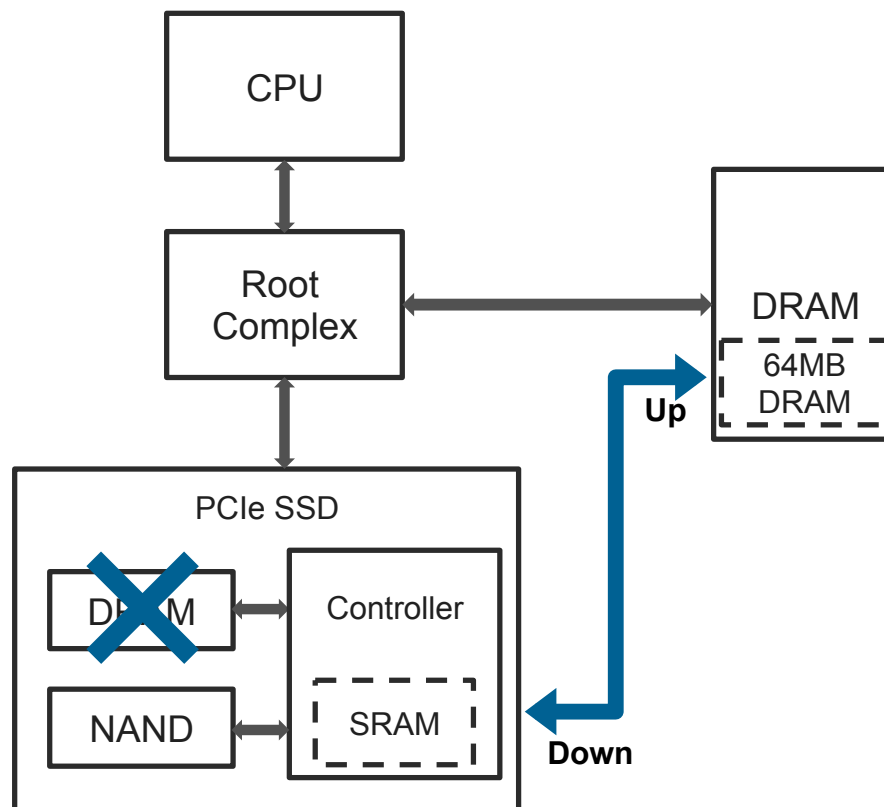 CPU
Root
Complex
DRAM
64MB
DRAM
Up
PCIe SSD
Controller
NAND
SRAM
Down